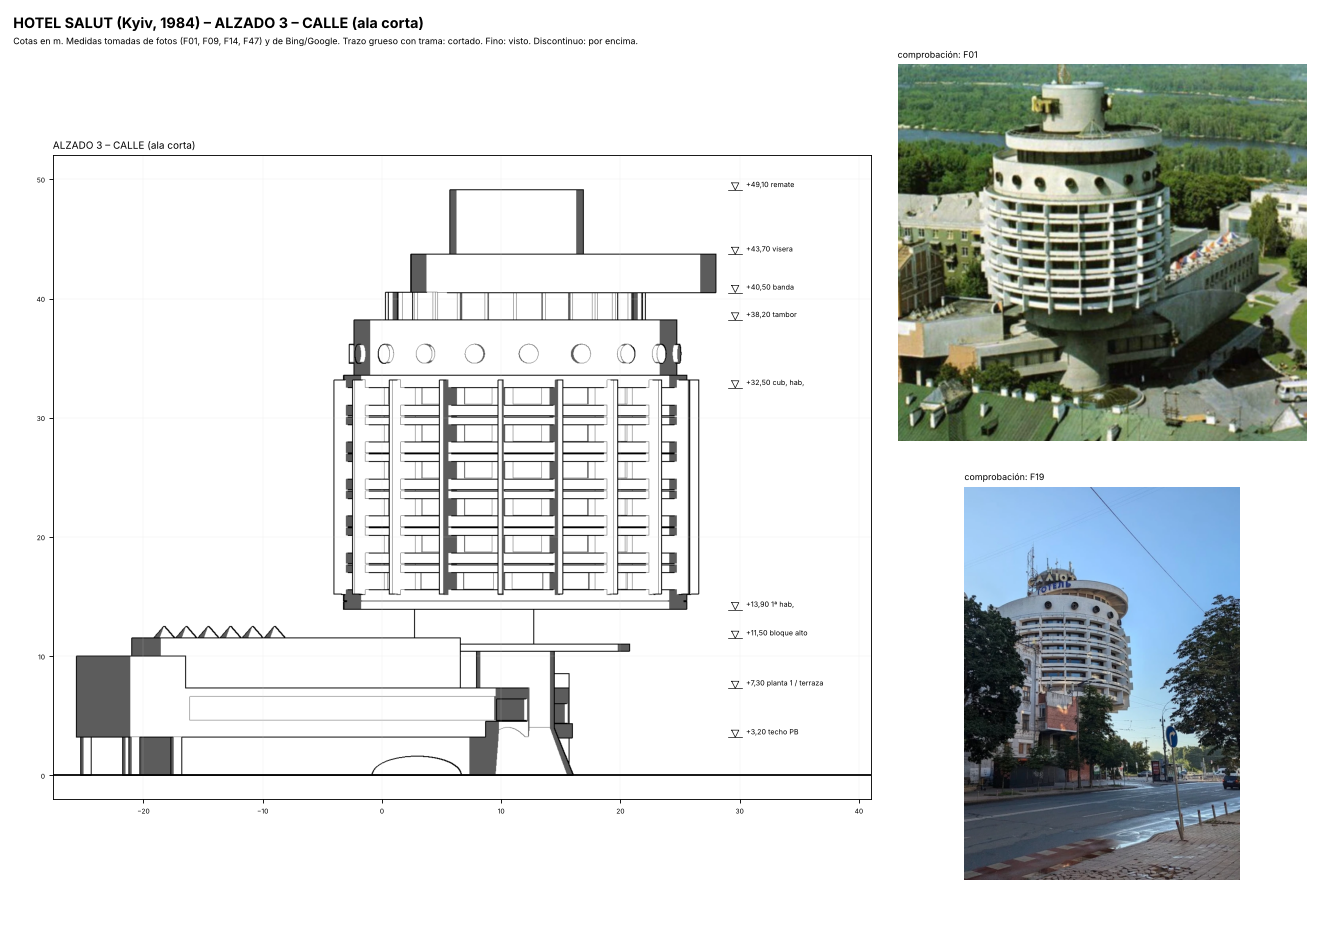 HOTEL SALUT (Kyiv, 1984) – ALZADO 3 – CALLE (ala corta)
Cotas en m. Medidas tomadas de fotos (F01, F09, F14, F47) y de Bing/Google. Trazo grueso con trama: cortado. Fino: visto. Discontinuo: por encima.
comprobación: F01
ALZADO 3 – CALLE (ala corta)
50
+49,10 remate
+43,70 visera
+40,50 banda
40
+38,20 tambor
+32,50 cub, hab,
30
20
+13,90 1ª hab,
+11,50 bloque alto
10
+7,30 planta 1 / terraza
+3,20 techo PB
0
−20
−10
0
10
20
30
40
comprobación: F19
ГОТЕЛЬ